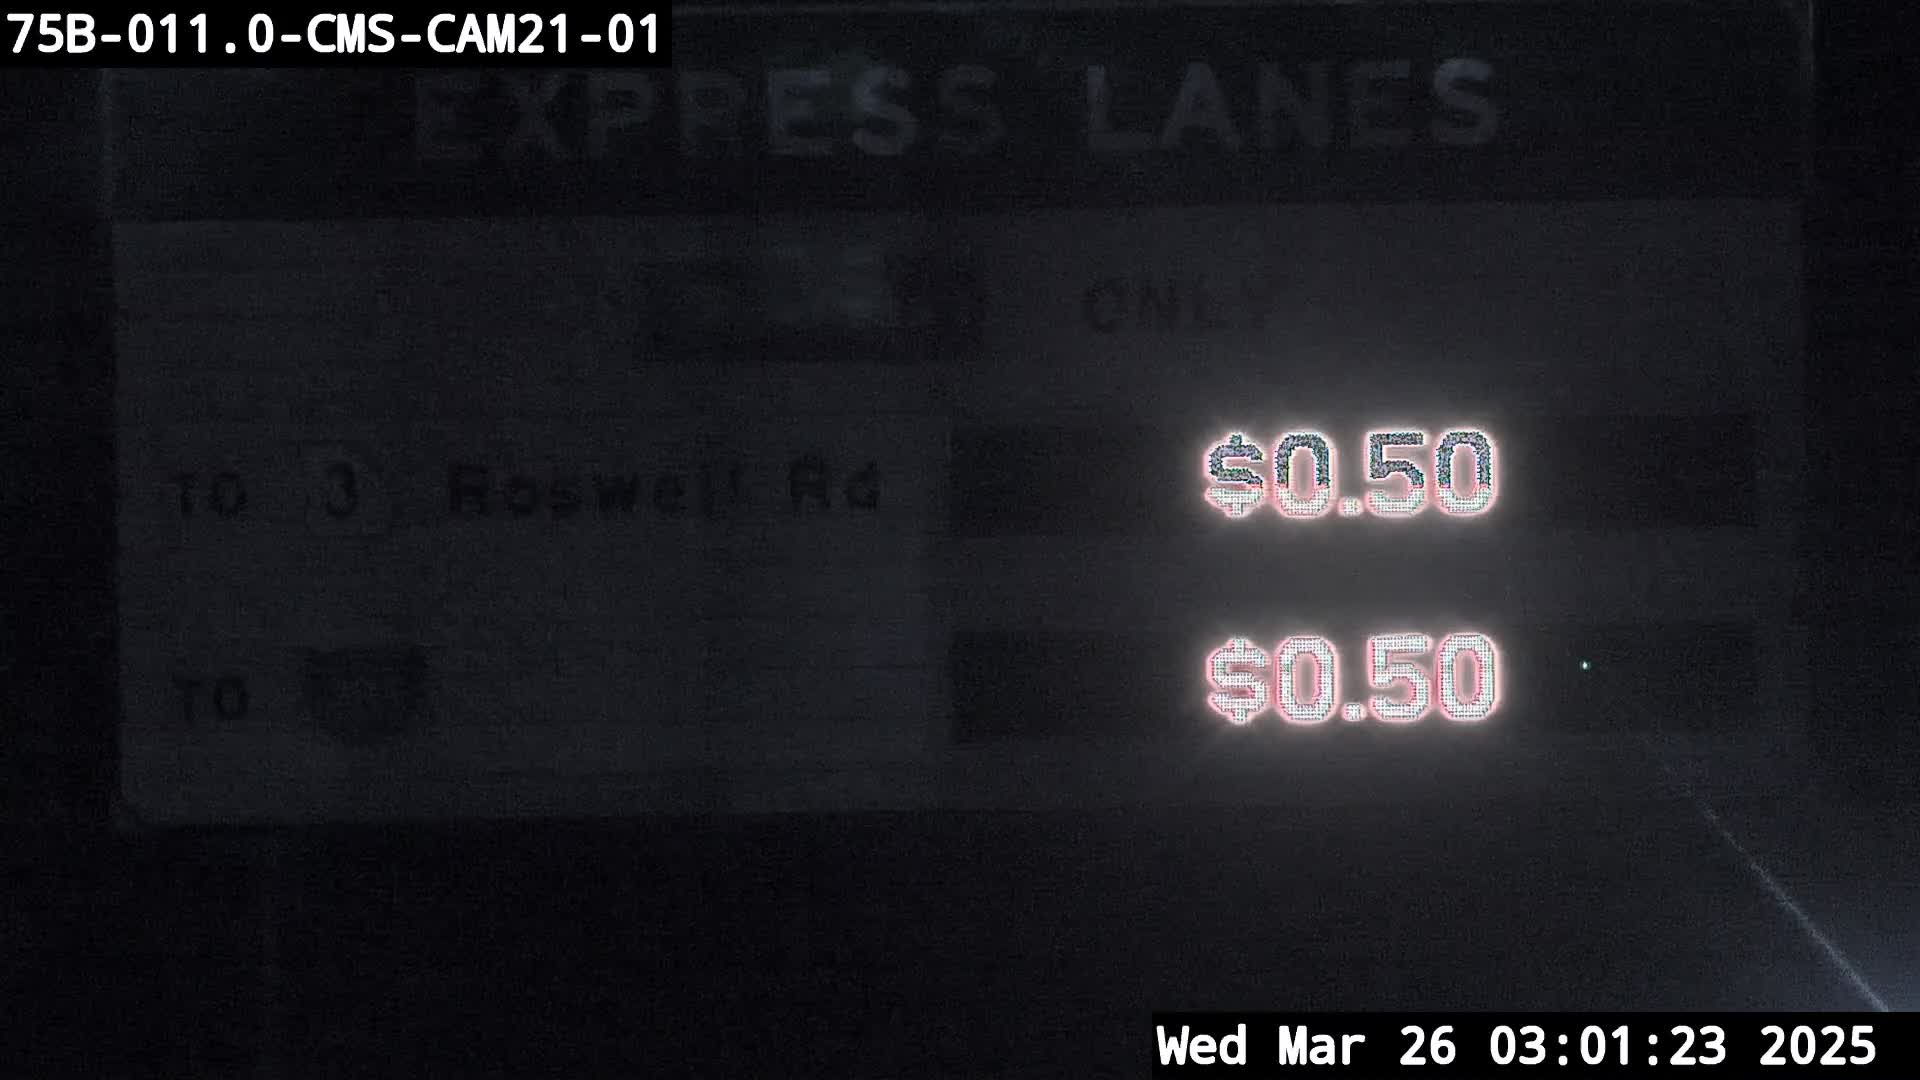 75B-011.0-CMS-CAM21-01
EXPRESS LANES
ONLY
TO 3 Roswell Rd $0.50
TO $0.50
Wed Mar 26 03:01:23 2025